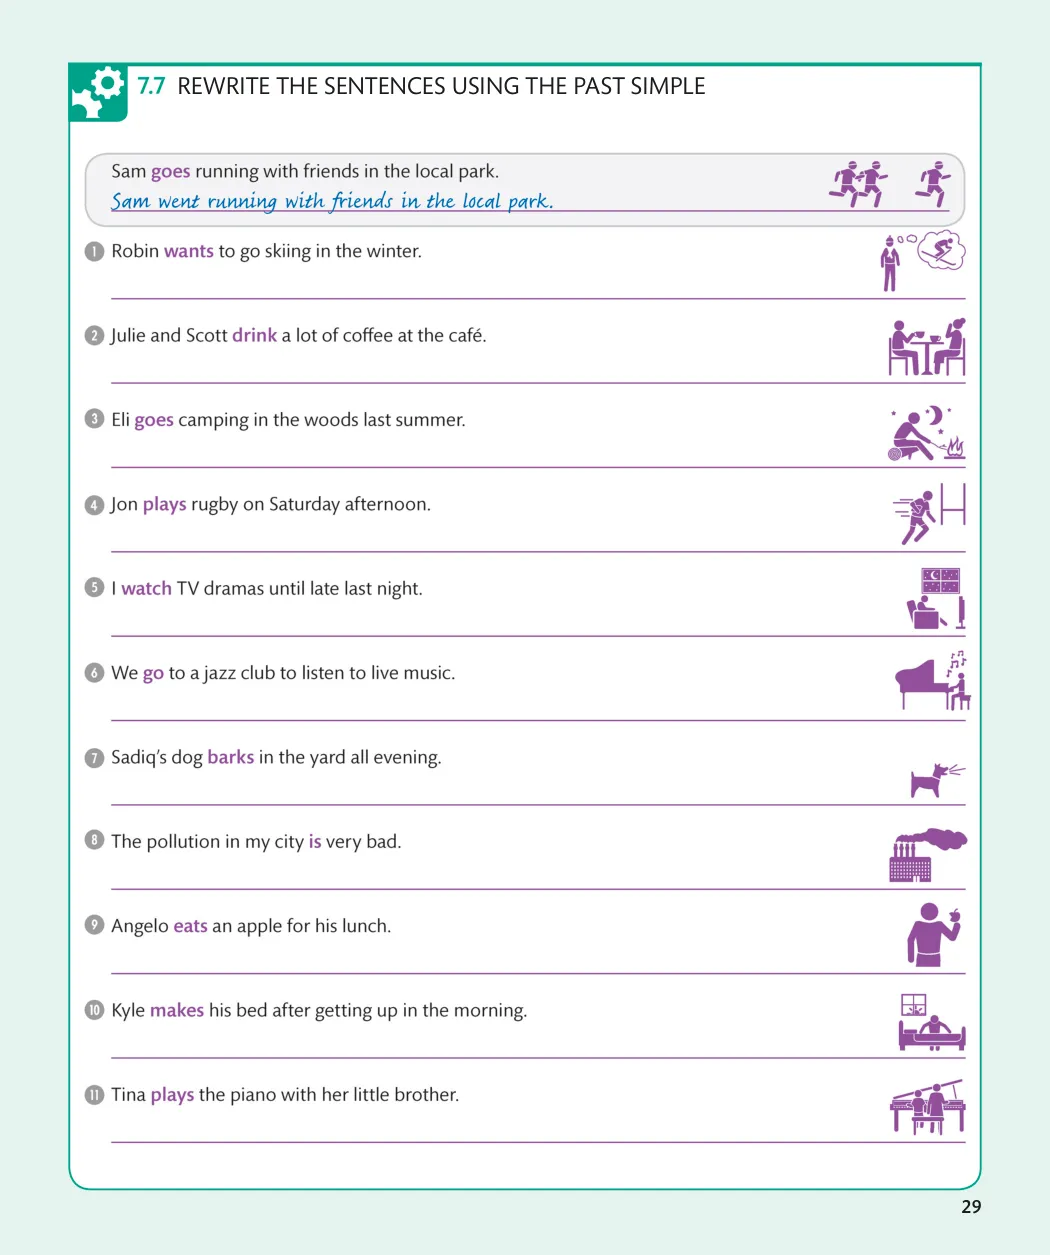 7.7 REWRITE THE SENTENCES USING THE PAST SIMPLE
Sam goes running with friends in the local park.
Sam went running with friends in the local park.
1 Robin wants to go skiing in the winter.
2 Julie and Scott drink a lot of coffee at the café.
3 Eli goes camping in the woods last summer.
4 Jon plays rugby on Saturday afternoon.
5 I watch TV dramas until late last night.
6 We go to a jazz club to listen to live music.
7 Sadiq’s dog barks in the yard all evening.
8 The pollution in my city is very bad.
9 Angelo eats an apple for his lunch.
10 Kyle makes his bed after getting up in the morning.
11 Tina plays the piano with her little brother.
29